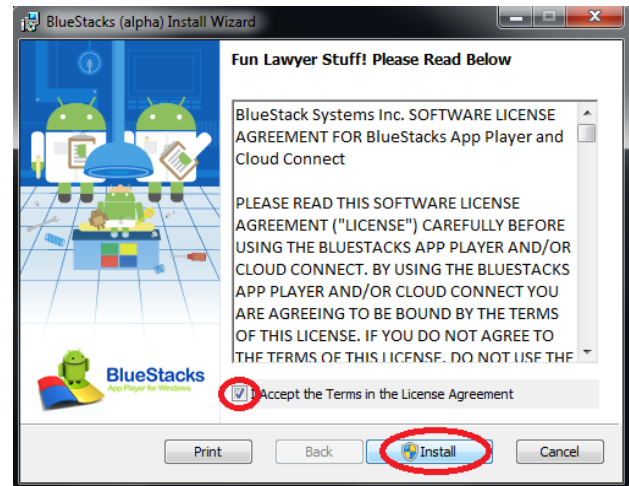 BlueStacks (alpha) Install Wizard
Fun Lawyer Stuff! Please Read Below
BlueStack Systems Inc. SOFTWARE LICENSE
AGREEMENT FOR BlueStacks App Player and
Cloud Connect
PLEASE READ THIS SOFTWARE LICENSE
AGREEMENT ("LICENSE") CAREFULLY BEFORE
USING THE BLUESTACKS APP PLAYER AND/OR
CLOUD CONNECT. BY USING THE BLUESTACKS
APP PLAYER AND/OR CLOUD CONNECT YOU
ARE AGREEING TO BE BOUND BY THE TERMS
OF THIS LICENSE. IF YOU DO NOT AGREE TO
THE TERMS OF THIS LICENSE, DO NOT USE THE
BlueStacks
App Player for Windows
I Accept the Terms in the License Agreement
Print Back Install Cancel